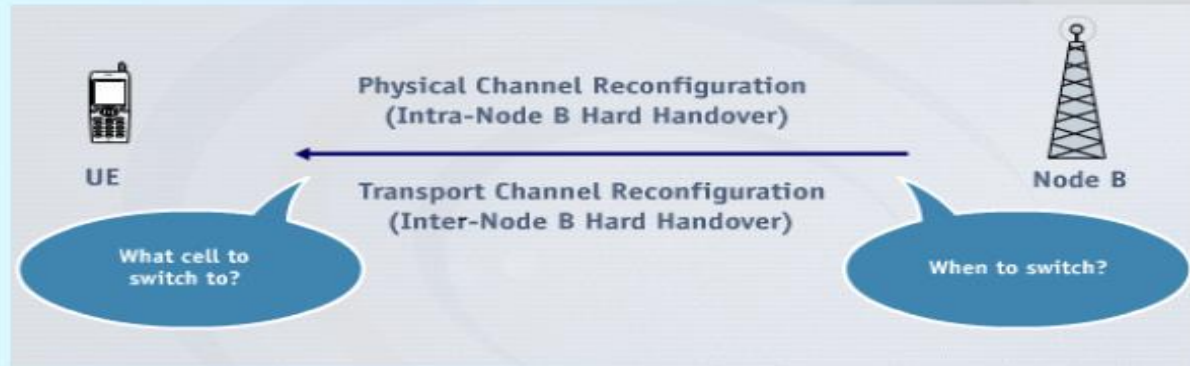 Physical Channel Reconfiguration
(Intra-Node B Hard Handover)
UE
Node B
Transport Channel Reconfiguration
(Inter-Node B Hard Handover)
What cell to
switch to?
When to switch?